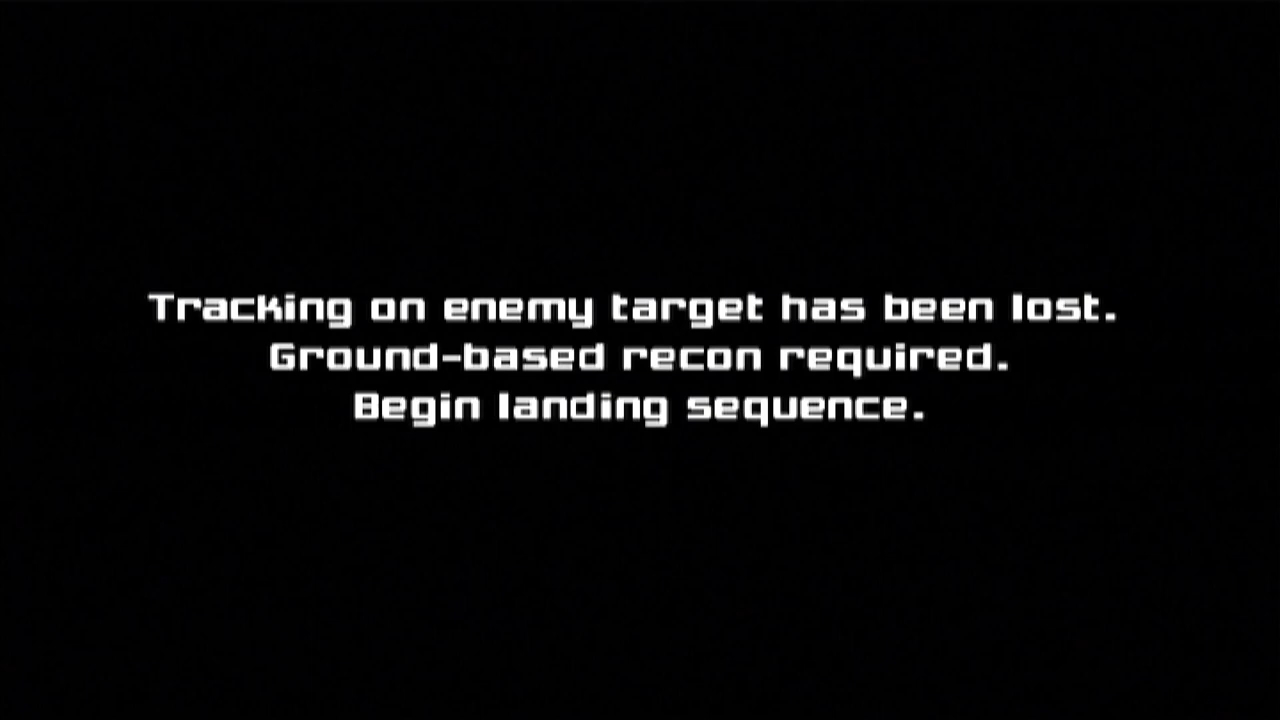 Tracking on enemy target has been lost.
Ground-based recon required.
Begin landing sequence.